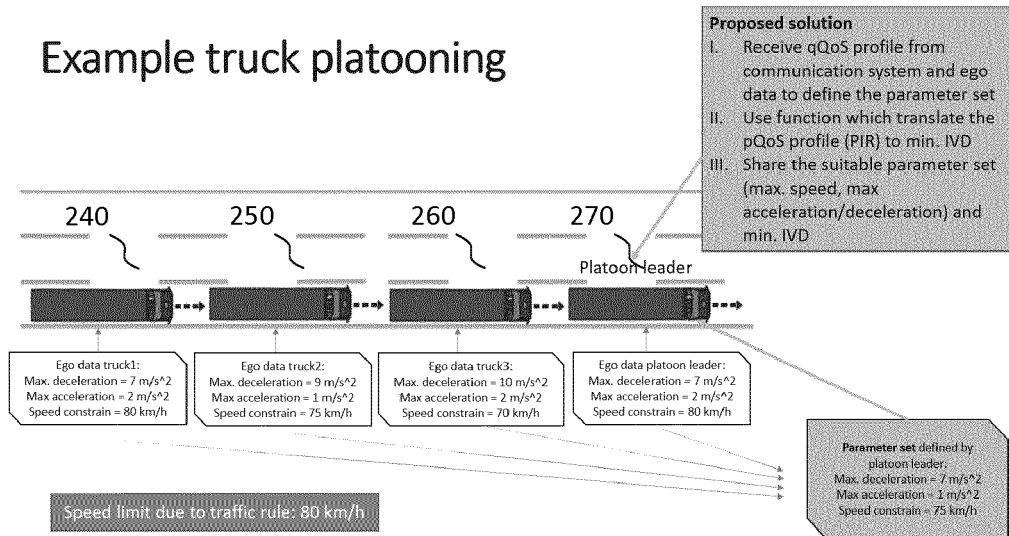 Example truck platooning
Proposed solution
I. Receive qQoS profile from
communication system and ego
data to define the parameter set
II. Use function which translate the
pQoS profile (PIR) to min. IVD
III. Share the suitable parameter set
(max. speed, max
acceleration/deceleration) and
min. IVD
240
250
260
270
Platoon leader
Ego data truck1:
Max. deceleration = 7 m/s^2
Max acceleration = 2 m/s^2
Speed constrain = 80 km/h
Ego data truck2:
Max. deceleration = 9 m/s^2
Max acceleration = 1 m/s^2
Speed constrain = 75 km/h
Ego data truck3:
Max. deceleration = 10 m/s^2
Max acceleration = 2 m/s^2
Speed constrain = 70 km/h
Ego data platoon leader:
Max. deceleration = 7 m/s^2
Max acceleration = 2 m/s^2
Speed constrain = 80 km/h
Parameter set defined by
platoon leader:
Max. deceleration = 7 m/s^2
Max acceleration = 1 m/s^2
Speed constrain = 75 km/h
Speed limit due to traffic rule: 80 km/h